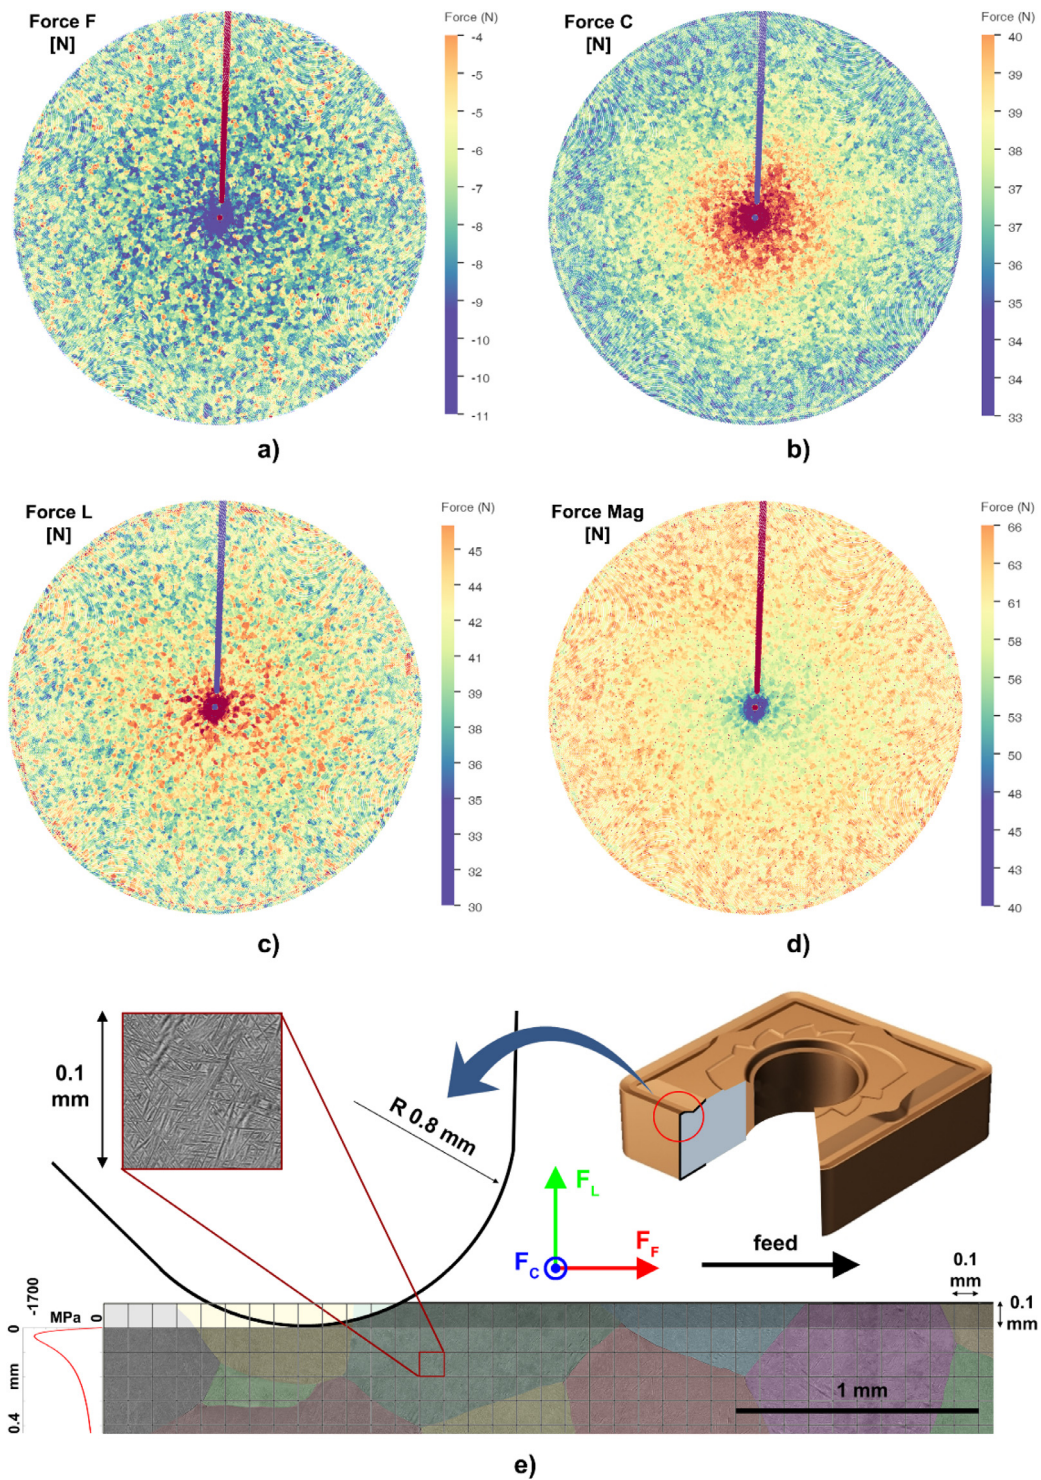 Force F
[N]
Force (N)
-4
-5
-5
-6
-7
-8
-8
-9
-10
-10
-11
a)
Force C
[N]
Force (N)
40
39
39
38
37
37
36
35
34
34
33
b)
Force L
[N]
Force (N)
45
44
42
41
39
38
36
35
33
32
30
c)
Force Mag
[N]
Force (N)
66
63
61
58
56
53
50
48
45
43
40
d)
0.1
mm
R 0.8 mm
F_L
F_F
F_C
feed
0.1
mm
0.1
mm
-1700
MPa
0
0
mm
0.4
1 mm
e)